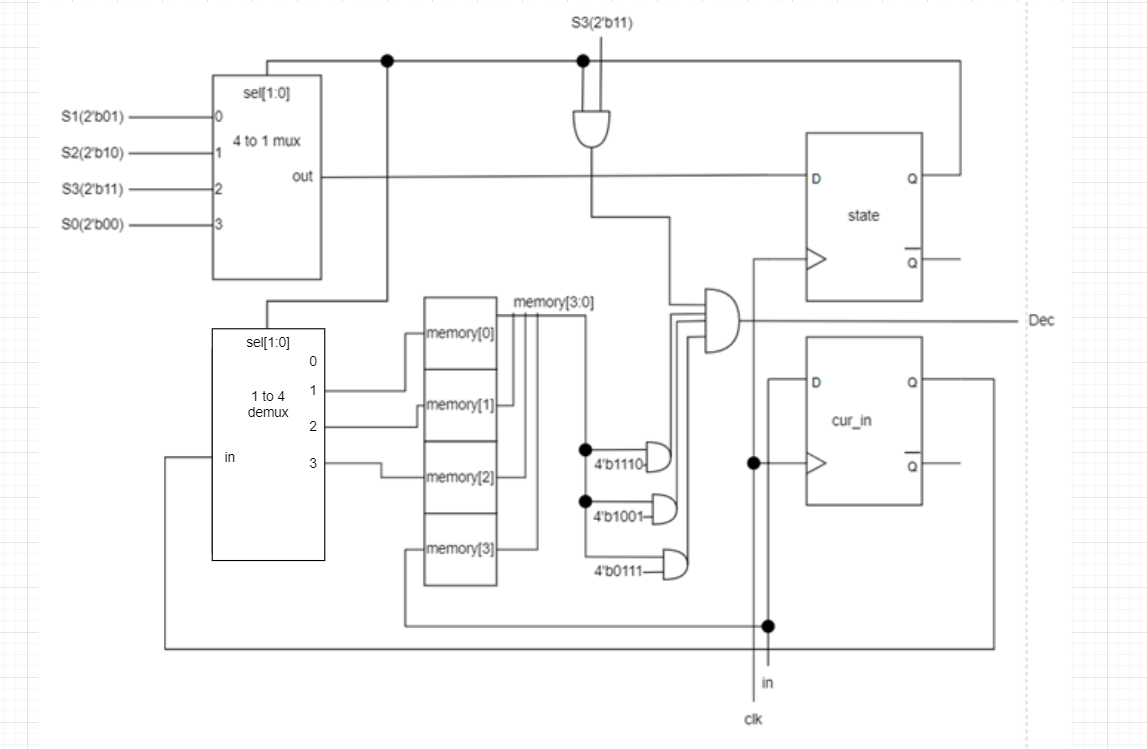 S3(2'b11)
sel[1:0]
S1(2'b01)
0
4 to 1 mux
S2(2'b10)
1
out
S3(2'b11)
2
S0(2'b00)
3
D
Q
state
Q
memory[3:0]
sel[1:0]
0
1 to 4
demux
1
2
3
in
memory[0]
memory[1]
memory[2]
memory[3]
4'b1110
4'b1001
4'b0111
Dec
D
Q
cur_in
Q
in
clk